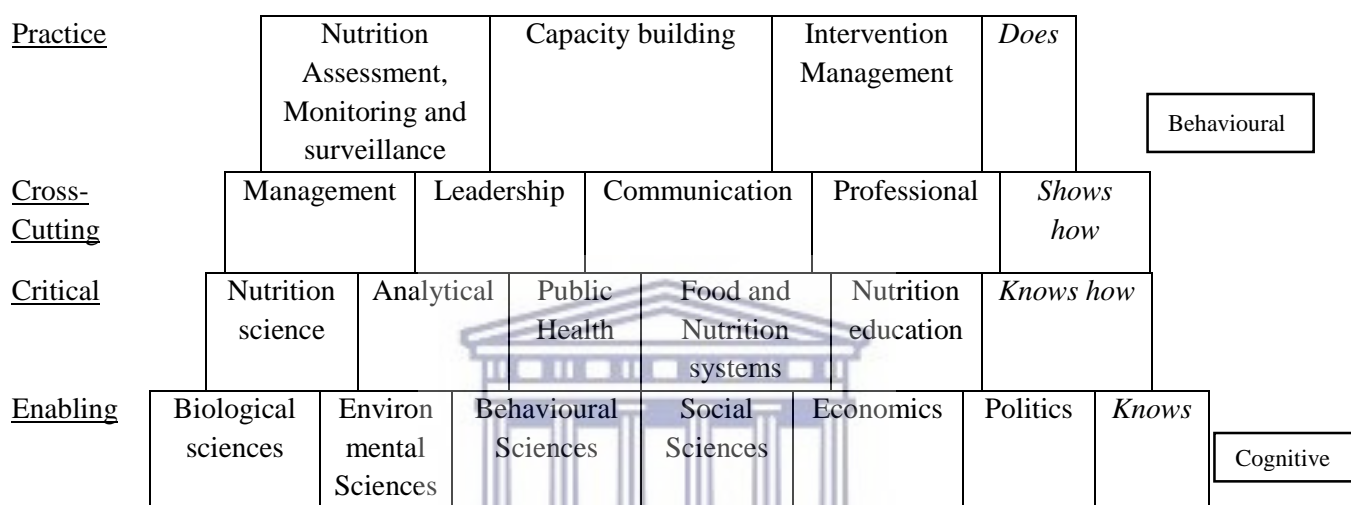 Practice
Nutrition
Assessment,
Monitoring and
surveillance
Capacity building
Intervention
Management
Does
Behavioural
Cross-
Cutting
Management
Leadership
Communication
Professional
Shows
how
Critical
Nutrition
science
Analytical
Public
Health
Food and
Nutrition
systems
Nutrition
education
Knows how
Enabling
Biological
sciences
Environ
mental
Sciences
Behavioural
Sciences
Social
Sciences
Economics
Politics
Knows
Cognitive